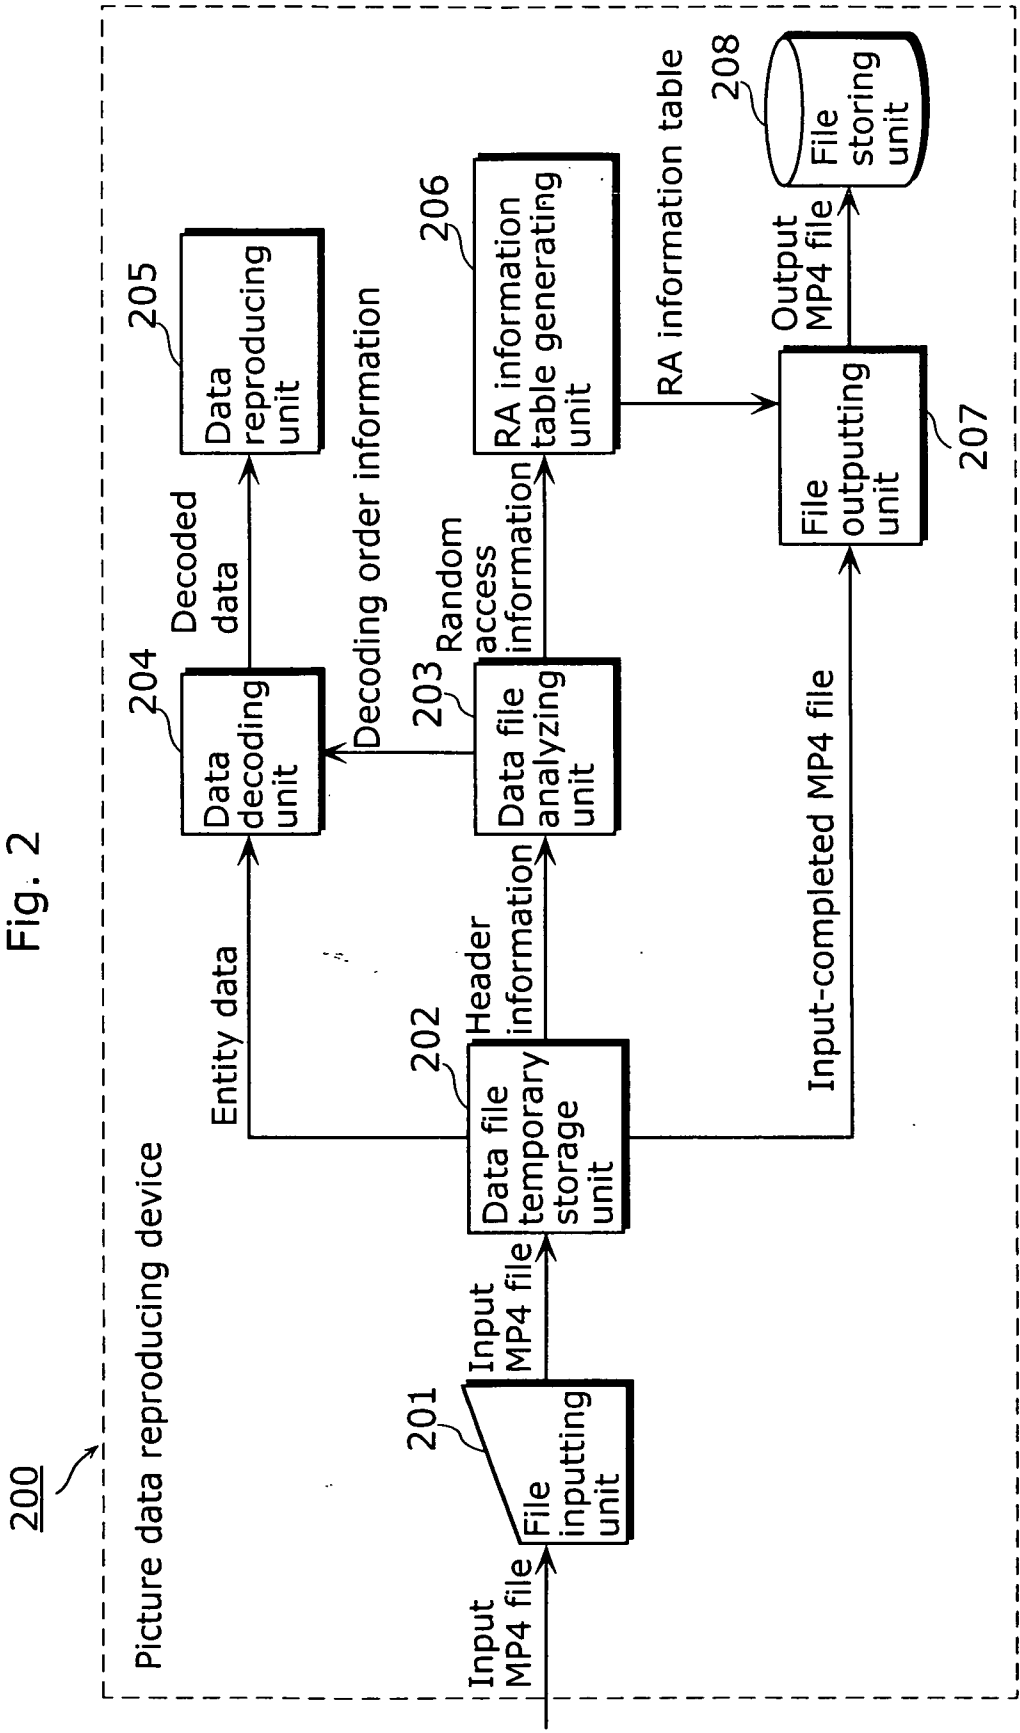 Fig. 2
200
Picture data reproducing device
Input
MP4 file
201
File
inputting
unit
Input
MP4 file
202
Data file
temporary
storage
unit
Entity data
Header
information
Input-completed MP4 file
204
Data
decoding
unit
203
Data file
analyzing
unit
Decoded
data
Decoding order information
Random
access
information
205
Data
reproducing
unit
206
RA information
table generating
unit
RA information table
207
File
outputting
unit
Output
MP4 file
208
File
storing
unit